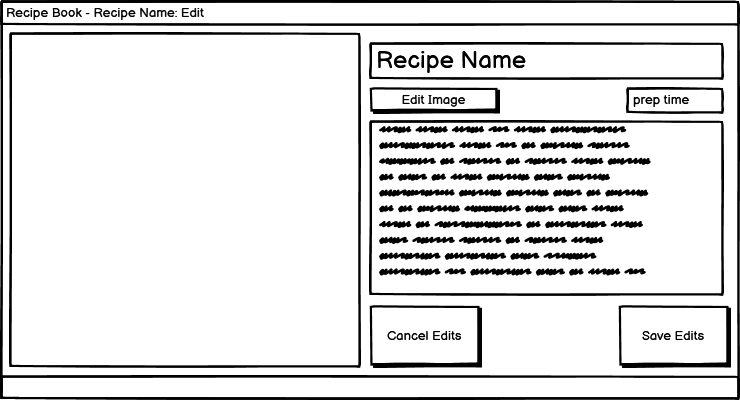 Recipe Book - Recipe Name: Edit
Recipe Name
Edit Image
prep time
Cancel Edits
Save Edits